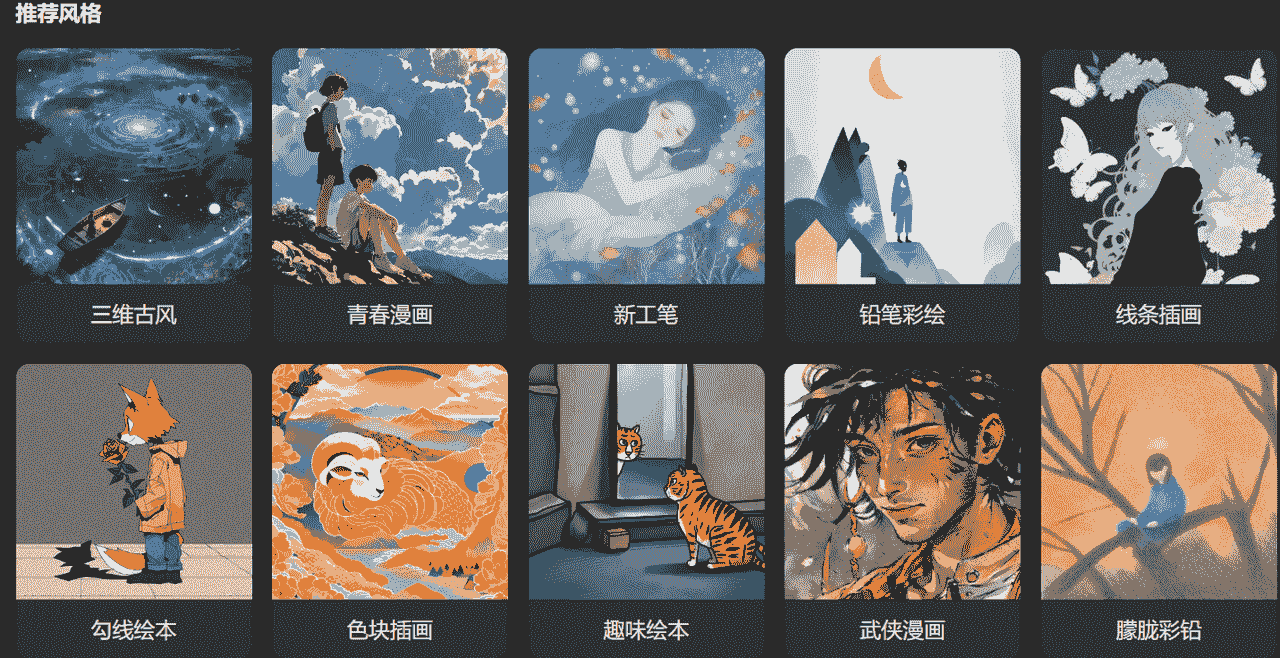 推荐风格
三维古风
青春漫画
新工笔
铅笔彩绘
线条插画
勾线绘本
色块插画
趣味绘本
武侠漫画
朦胧彩铅